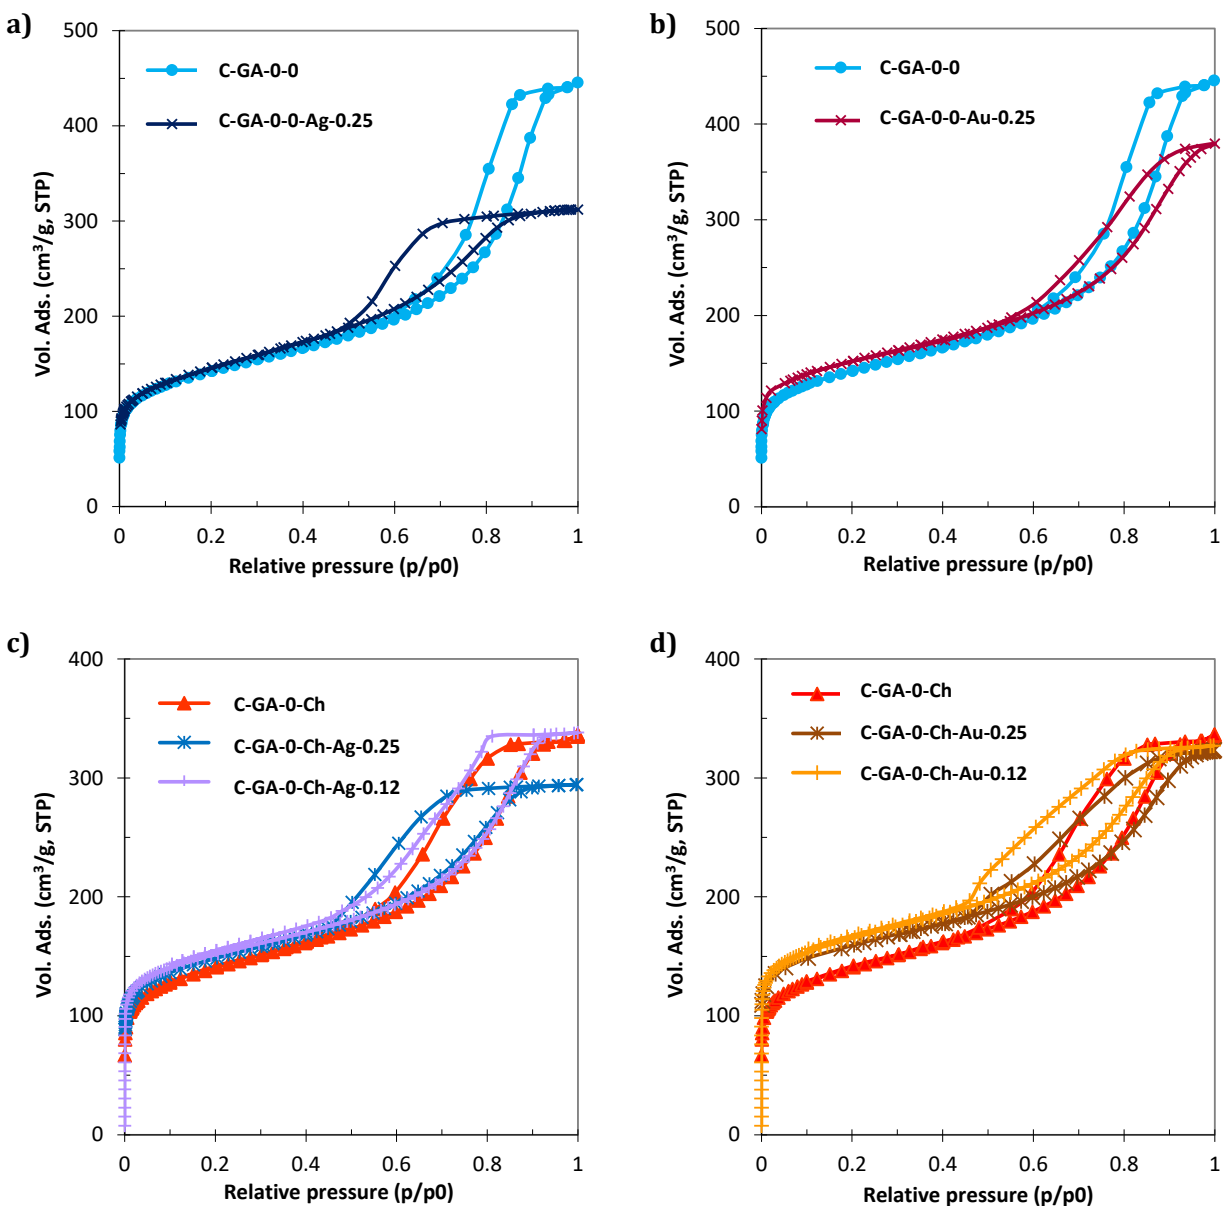 a)
500
400
300
200
100
0
Vol. Ads. (cm³/g, STP)
C-GA-0-0
C-GA-0-0-Ag-0.25
0 0.2 0.4 0.6 0.8 1
Relative pressure (p/p0)
b)
500
400
300
200
100
0
Vol. Ads. (cm³/g, STP)
C-GA-0-0
C-GA-0-0-Au-0.25
0 0.2 0.4 0.6 0.8 1
Relative pressure (p/p0)
c)
400
300
200
100
0
Vol. Ads. (cm³/g, STP)
C-GA-0-Ch
C-GA-0-Ch-Ag-0.25
C-GA-0-Ch-Ag-0.12
0 0.2 0.4 0.6 0.8 1
Relative pressure (p/p0)
d)
400
300
200
100
0
Vol. Ads. (cm³/g, STP)
C-GA-0-Ch
C-GA-0-Ch-Au-0.25
C-GA-0-Ch-Au-0.12
0 0.2 0.4 0.6 0.8 1
Relative pressure (p/p0)